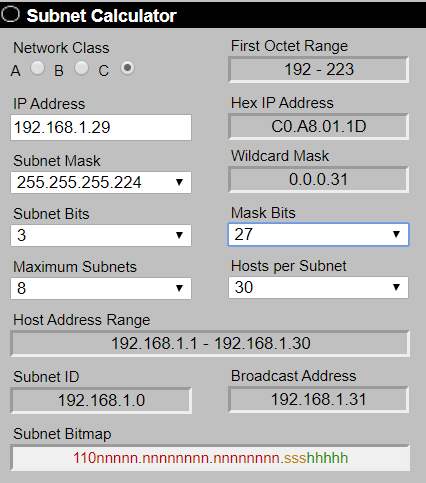 Subnet Calculator
Network Class
First Octet Range
A B C
192 - 223
IP Address
Hex IP Address
192.168.1.29
C0.A8.01.1D
Subnet Mask
Wildcard Mask
255.255.255.224
0.0.0.31
Subnet Bits
Mask Bits
3
27
Maximum Subnets
Hosts per Subnet
8
30
Host Address Range
192.168.1.1 - 192.168.1.30
Subnet ID
Broadcast Address
192.168.1.0
192.168.1.31
Subnet Bitmap
110nnnnn.nnnnnnnn.nnnnnnnn.ssshhhhh